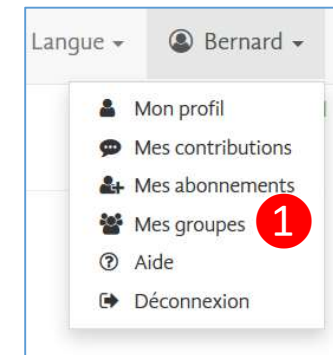 Langue Bernard
Mon profil
Mes contributions
Mes abonnements
Mes groupes 1
Aide
Déconnexion